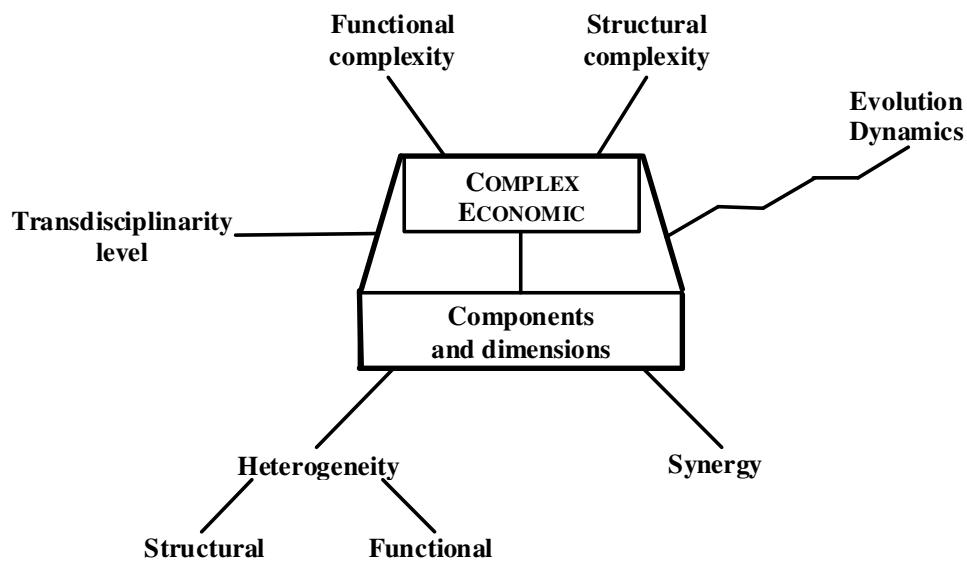 Functional
complexity
Structural
complexity
Evolution
Dynamics
COMPLEX
ECONOMIC
Transdisciplinarity
level
Components
and dimensions
Heterogeneity
Synergy
Structural
Functional